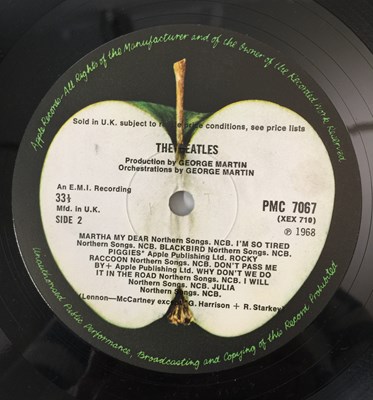 Apple Records·All Rights of the Manufacturer and of the Owner of the Recorded Work Reserved
Sold in U.K. subject to resale price conditions, see price lists
THE BEATLES
Production by GEORGE MARTIN
Orchestrations by GEORGE MARTIN
An E.M.I. Recording
33⅓
Mfd. in U.K.
SIDE 2
PMC 7067
(XEX 710)
℗ 1968
MARTHA MY DEAR Northern Songs. NCB. I'M SO TIRED
Northern Songs. NCB. BLACKBIRD Northern Songs. NCB.
PIGGIES* Apple Publishing Ltd. ROCKY
RACCOON Northern Songs. NCB. DON'T PASS ME
BY+ Apple Publishing Ltd. WHY DON'T WE DO
IT IN THE ROAD Northern Songs. NCB. I WILL
Northern Songs. NCB. JULIA
Northern Songs. NCB.
(Lennon—McCartney exc. *G. Harrison + R. Starkey)
Unauthorised Public Performance, Broadcasting and Copying of this Record Prohibited